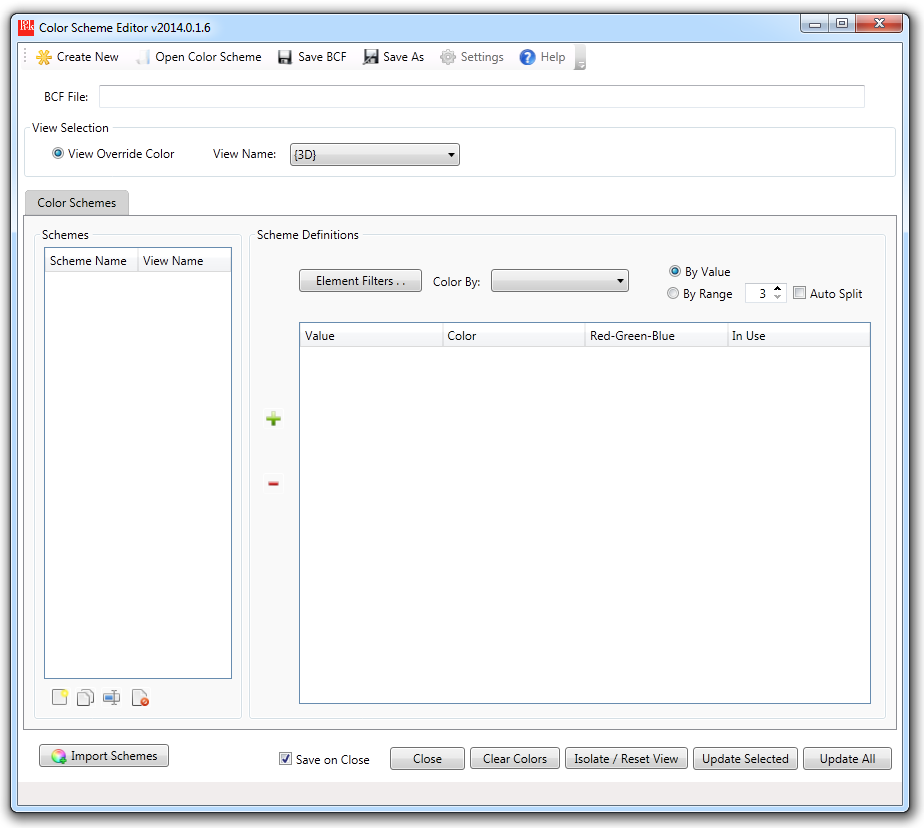 Color Scheme Editor v2014.0.1.6
Create New Open Color Scheme Save BCF Save As Settings Help
BCF File:
View Selection
View Override Color View Name: {3D}
Color Schemes
Schemes
Scheme Name View Name
Scheme Definitions
Element Filters . . Color By:
By Value
By Range 3 Auto Split
Value Color Red-Green-Blue In Use
Import Schemes
Save on Close Close Clear Colors Isolate / Reset View Update Selected Update All